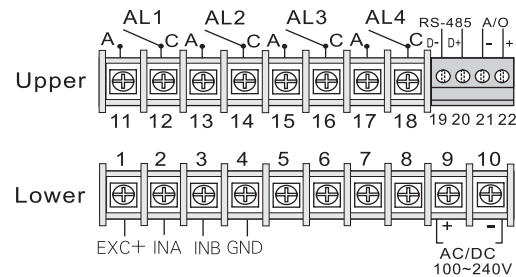 AL1 AL2 AL3 AL4 RS-485 A/O
A C A C A C A C D- D+ - +
Upper
11 12 13 14 15 16 17 18 19 20 21 22
1 2 3 4 5 6 7 8 9 10
Lower
EXC+ INA INB GND + -
AC/DC
100~240V